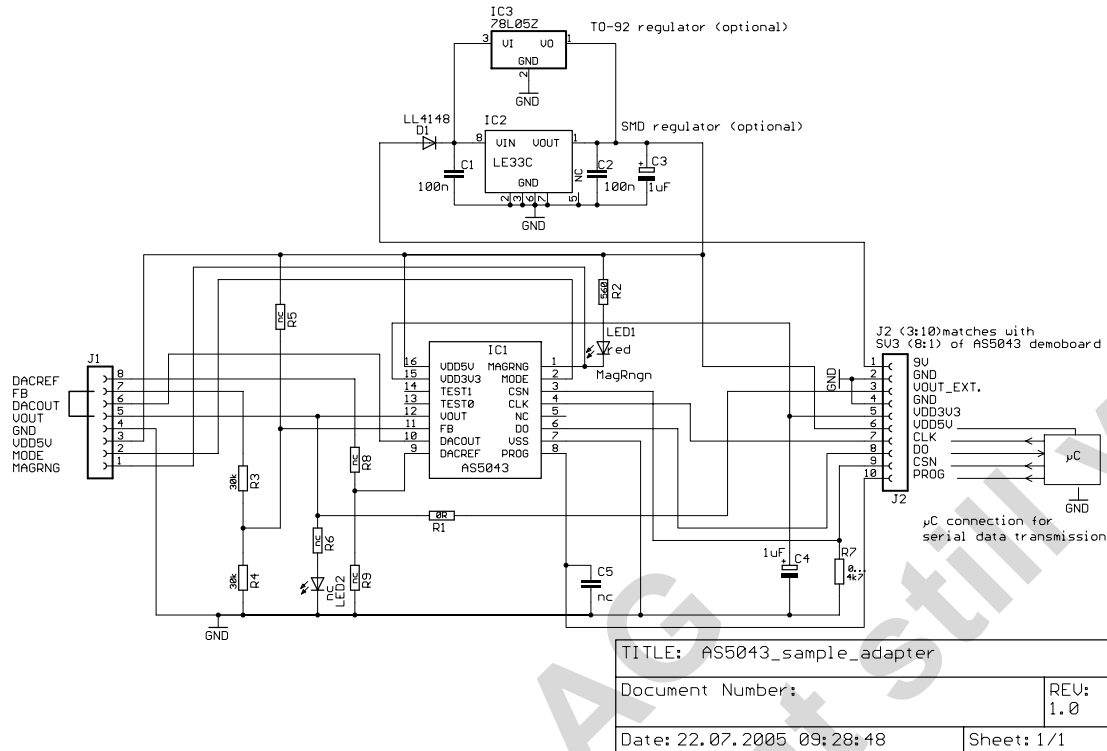 IC3
78L05Z
TO-92 regulator (optional)
3 VI VO 1
GND
2
GND
LL4148
D1
IC2
SMD regulator (optional)
8 VIN VOUT 1
LE33C
GND
NC
2 3 6 7 5
C1
100n
C2
100n
C3
+
1uF
GND
nc R5
560 R2
LED1
red
MagRngn
J2 (3:10)matches with
SV3 (8:1) of AS5043 demoboard
J1
DACREF 8
FB 7
DACOUT 6
VOUT 5
GND 4
VDD5V 3
MODE 2
MAGRNG 1
IC1
16 VDD5V MAGRNG 1
15 VDD3V3 MODE 2
14 TEST1 CSN 3
13 TEST0 CLK 4
12 VOUT NC 5
11 FB DO 6
10 DACOUT VSS 7
9 DACREF PROG 8
AS5043
GND
1 9V
2 GND
3 VOUT_EXT.
4 GND
5 VDD3V3
6 VDD5V
7 CLK
8 DO
9 CSN
10 PROG
J2
µC
GND
µC connection for
serial data transmission
30k R3
nc R8
0R
R1
nc R6
30k R4
nc LED2
nc R9
C5
nc
1uF
+
C4
R7
0...
4k7
GND
TITLE: AS5043_sample_adapter
Document Number:
REV:
1.0
Date: 22.07.2005 09:28:48
Sheet: 1/1
AG
still v